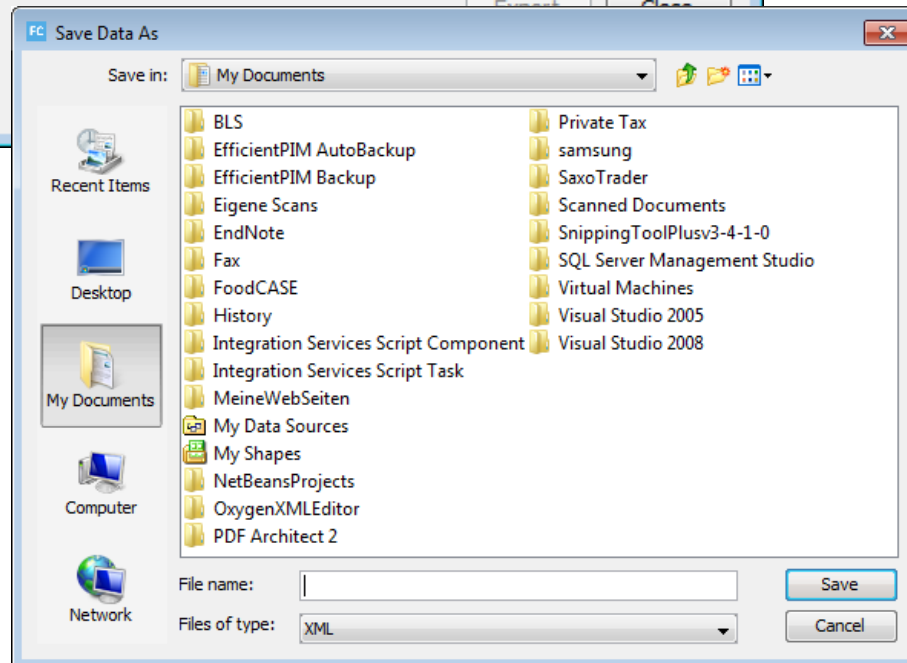 Export Close
FC Save Data As
Save in: My Documents
Recent Items
Desktop
My Documents
Computer
Network
BLS
EfficientPIM AutoBackup
EfficientPIM Backup
Eigene Scans
EndNote
Fax
FoodCASE
History
Integration Services Script Component
Integration Services Script Task
MeineWebSeiten
My Data Sources
My Shapes
NetBeansProjects
OxygenXMLEditor
PDF Architect 2
Private Tax
samsung
SaxoTrader
Scanned Documents
SnippingToolPlusv3-4-1-0
SQL Server Management Studio
Virtual Machines
Visual Studio 2005
Visual Studio 2008
File name:
Save
Files of type: XML
Cancel